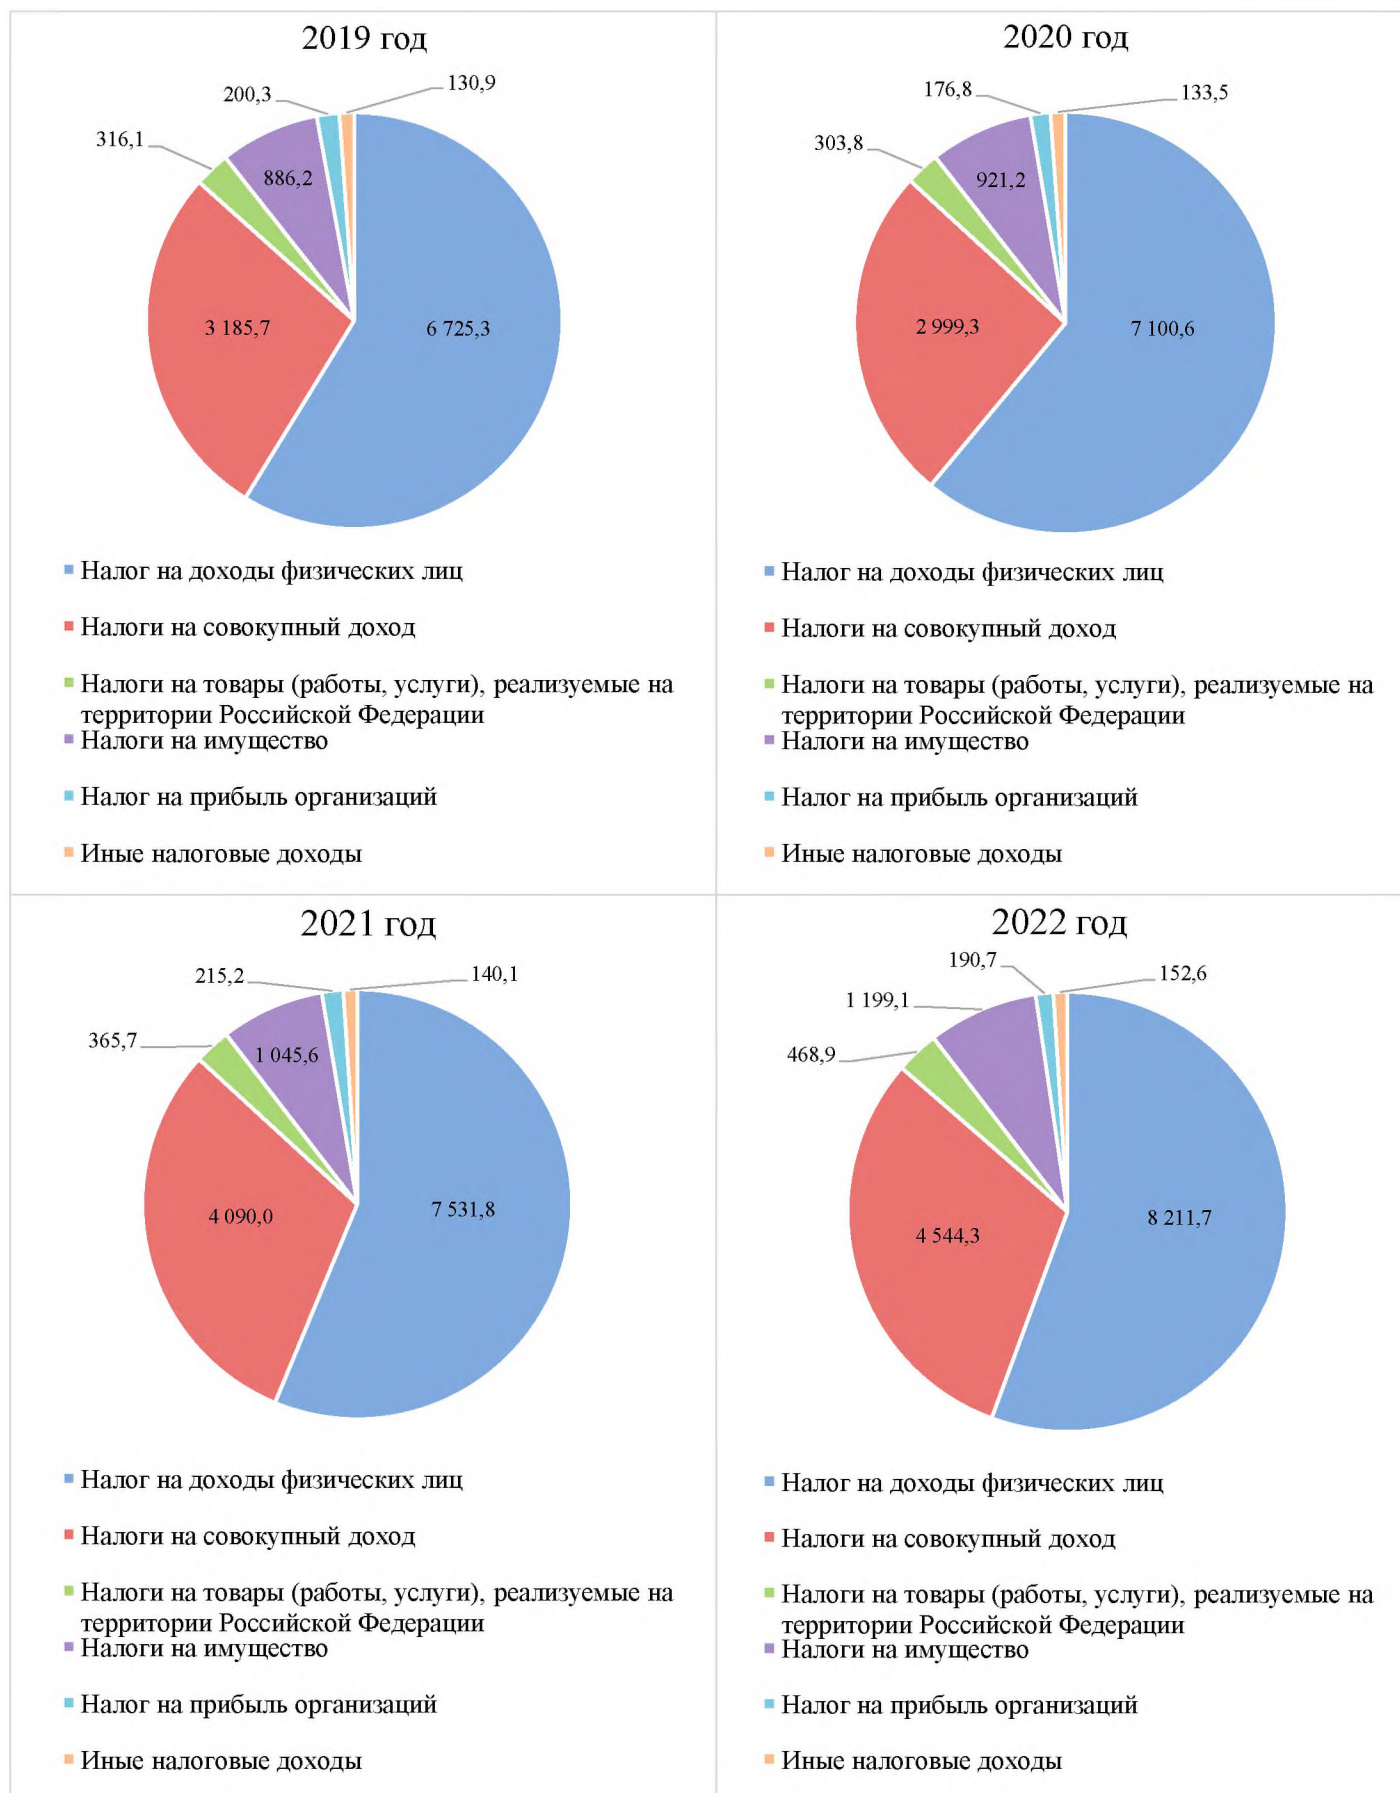 2019 год
200,3
130,9
316,1
886,2
3 185,7
6 725,3
Налог на доходы физических лиц
Налоги на совокупный доход
Налоги на товары (работы, услуги), реализуемые на
территории Российской Федерации
Налоги на имущество
Налог на прибыль организаций
Иные налоговые доходы
2020 год
176,8
133,5
303,8
921,2
2 999,3
7 100,6
Налог на доходы физических лиц
Налоги на совокупный доход
Налоги на товары (работы, услуги), реализуемые на
территории Российской Федерации
Налоги на имущество
Налог на прибыль организаций
Иные налоговые доходы
2021 год
215,2
140,1
365,7
1 045,6
4 090,0
7 531,8
Налог на доходы физических лиц
Налоги на совокупный доход
Налоги на товары (работы, услуги), реализуемые на
территории Российской Федерации
Налоги на имущество
Налог на прибыль организаций
Иные налоговые доходы
2022 год
190,7
152,6
1 199,1
468,9
4 544,3
8 211,7
Налог на доходы физических лиц
Налоги на совокупный доход
Налоги на товары (работы, услуги), реализуемые на
территории Российской Федерации
Налоги на имущество
Налог на прибыль организаций
Иные налоговые доходы